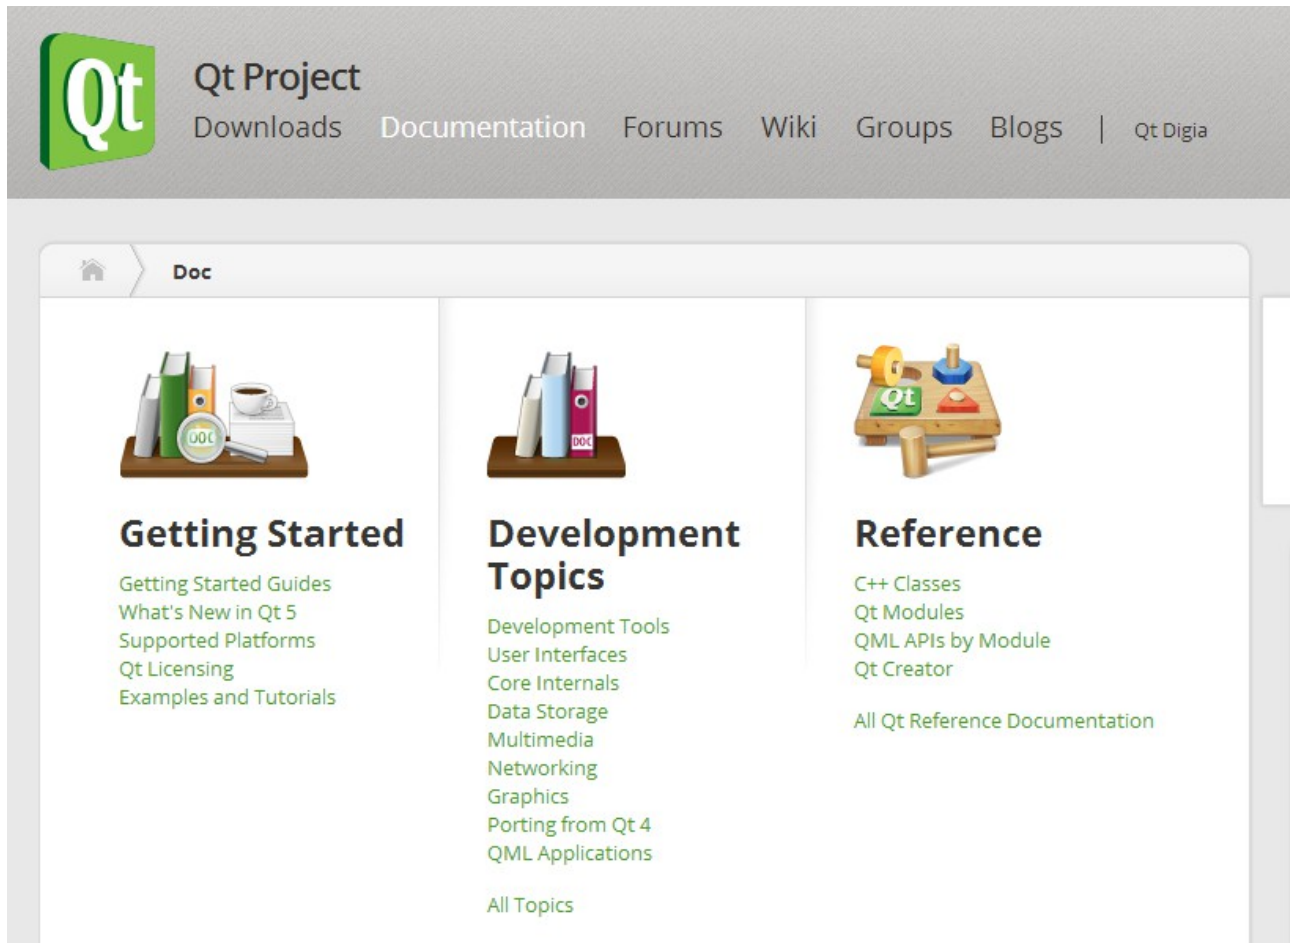 Qt
Qt Project
Downloads Documentation Forums Wiki Groups Blogs | Qt Digia
Doc
DOC
DOC
Qt
Getting Started
Getting Started Guides
What's New in Qt 5
Supported Platforms
Qt Licensing
Examples and Tutorials
Development
Topics
Development Tools
User Interfaces
Core Internals
Data Storage
Multimedia
Networking
Graphics
Porting from Qt 4
QML Applications
All Topics
Reference
C++ Classes
Qt Modules
QML APIs by Module
Qt Creator
All Qt Reference Documentation